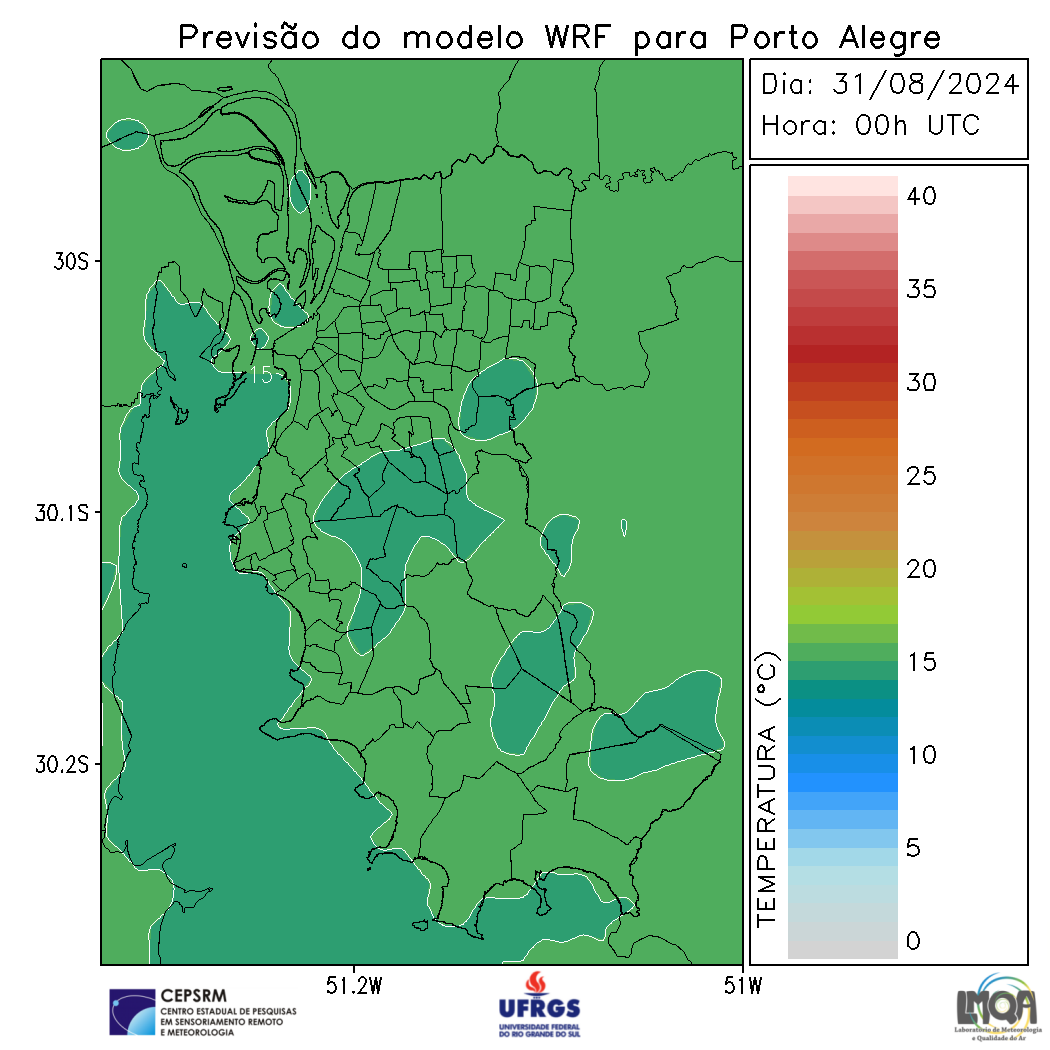 Previsão do modelo WRF para Porto Alegre
Dia: 31/08/2024
Hora: 00h UTC
40
35
30
25
20
15
10
5
0
TEMPERATURA (°C)
30S
30.1S
30.2S
15
51.2W
51W
CEPSRM
CENTRO ESTADUAL DE PESQUISAS
EM SENSORIAMENTO REMOTO
E METEOROLOGIA
UFRGS
UNIVERSIDADE FEDERAL
DO RIO GRANDE DO SUL
LMQA
Laboratório de Meteorologia
e Qualidade do Ar